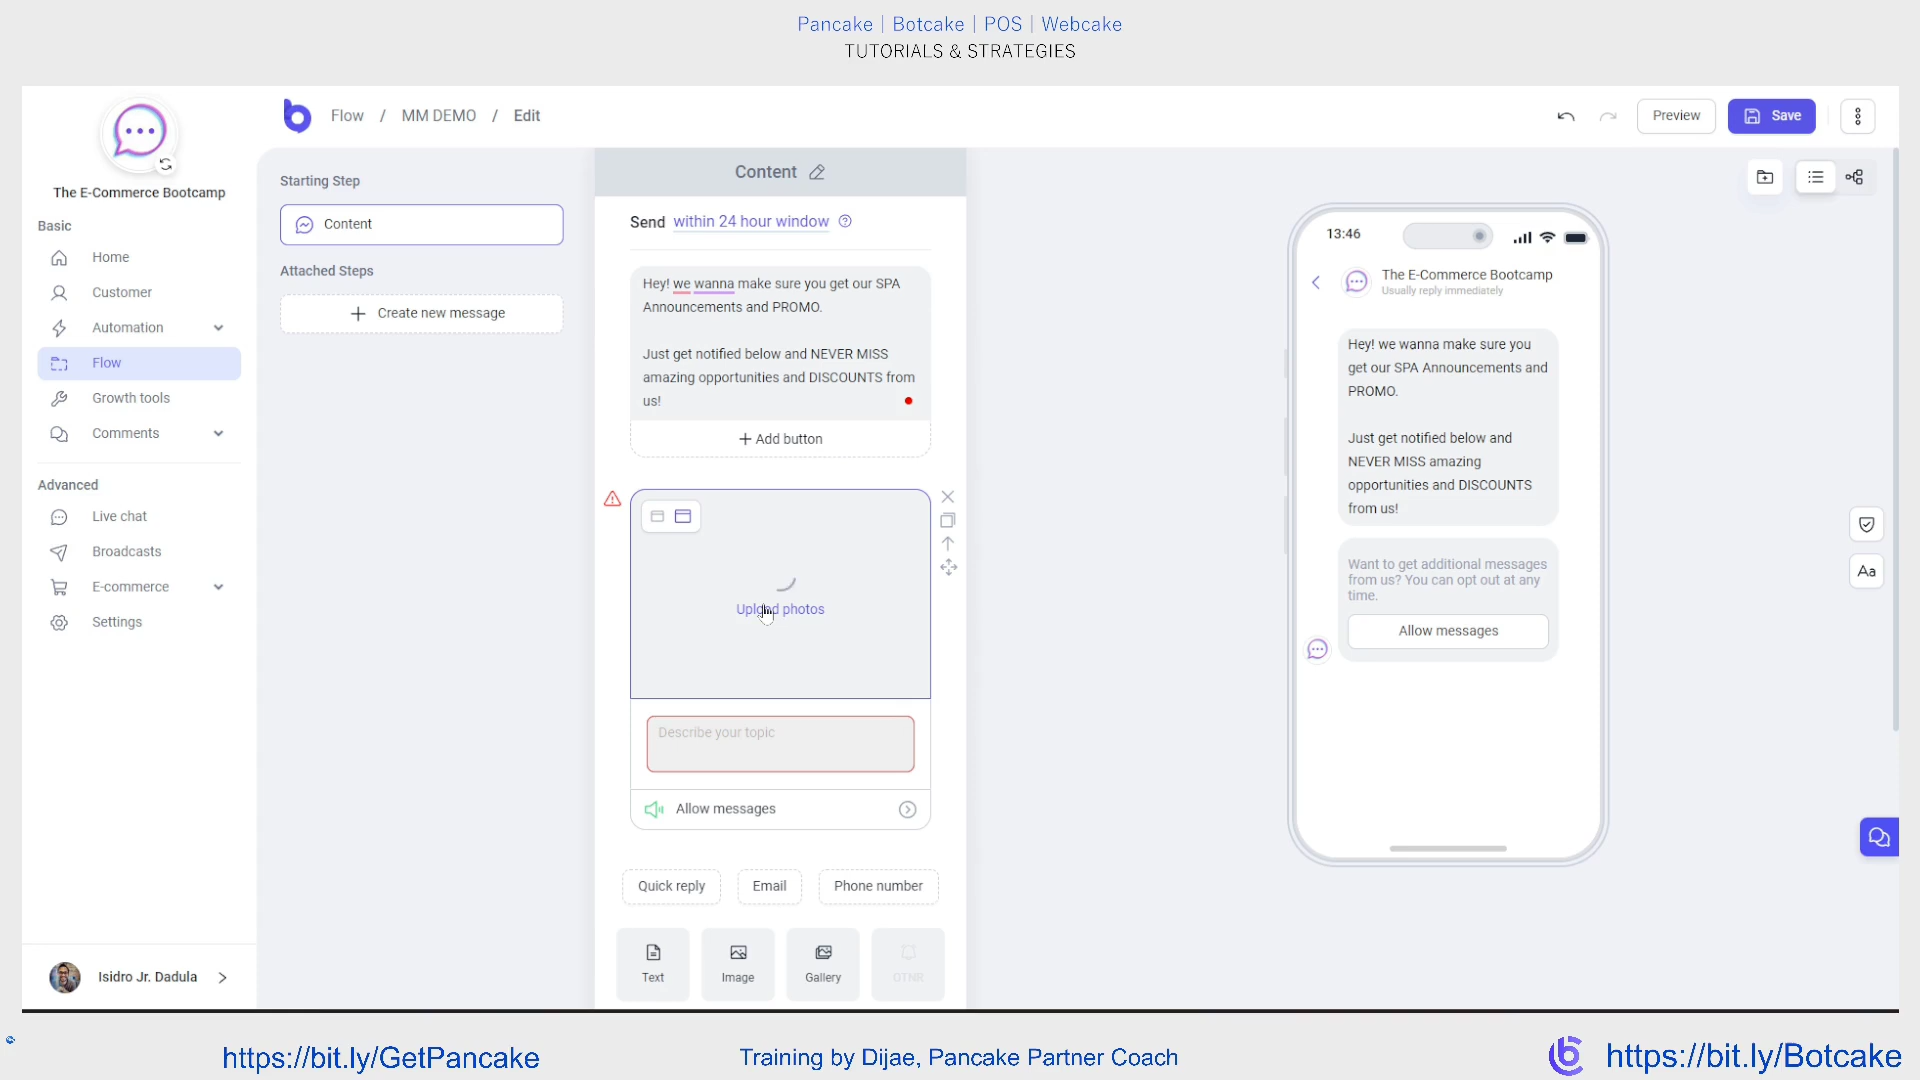 Pancake | Botcake | POS | Webcake
TUTORIALS & STRATEGIES
The E-Commerce Bootcamp
Basic
Home
Customer
Automation
Flow
Growth tools
Comments
Advanced
Live chat
Broadcasts
E-commerce
Settings
Isidro Jr. Dadula
Flow / MM DEMO / Edit
Preview
Save
Starting Step
Content
Attached Steps
+ Create new message
Content
Send within 24 hour window
Hey! we wanna make sure you get our SPA
Announcements and PROMO.
Just get notified below and NEVER MISS
amazing opportunities and DISCOUNTS from
us!
+ Add button
Upload photos
Describe your topic
Allow messages
Quick reply
Email
Phone number
Text
Image
Gallery
OTNR
13:46
The E-Commerce Bootcamp
Usually reply immediately
Hey! we wanna make sure you
get our SPA Announcements and
PROMO.
Just get notified below and
NEVER MISS amazing
opportunities and DISCOUNTS
from us!
Want to get additional messages
from us? You can opt out at any
time.
Allow messages
Aa
https://bit.ly/GetPancake
Training by Dijae, Pancake Partner Coach
https://bit.ly/Botcake